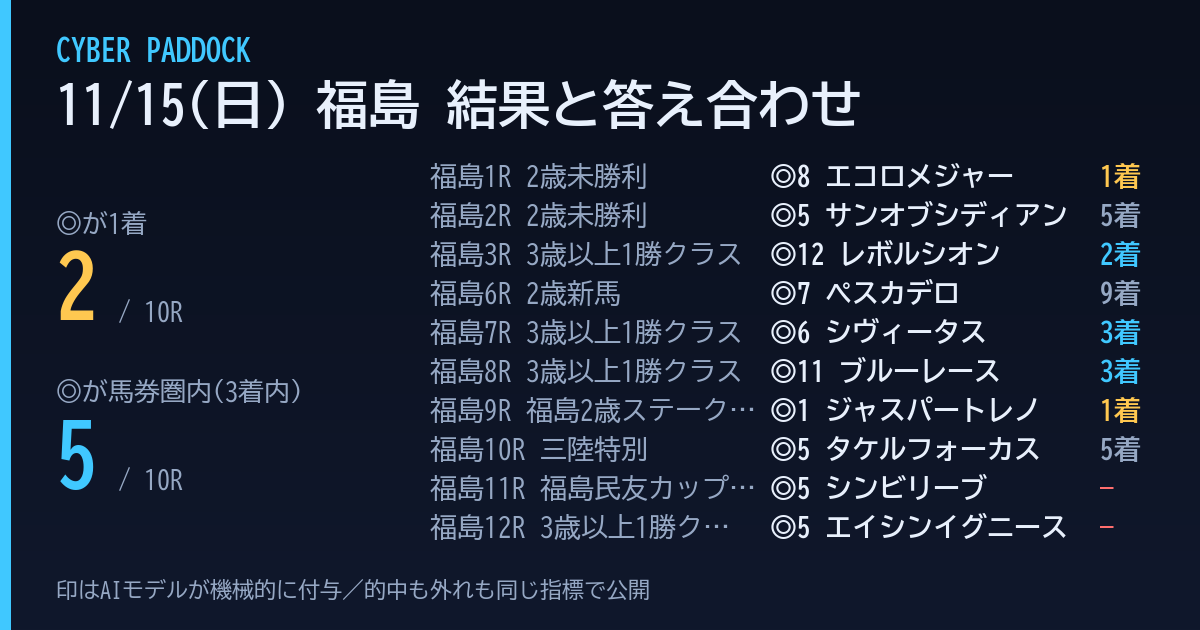 CYBER PADDOCK
11/15(日) 福島 結果と答え合わせ
◎が1着
2 / 10R
◎が馬券圏内(3着内)
5 / 10R
福島1R 2歳未勝利 ◎8 エコロメジャー 1着
福島2R 2歳未勝利 ◎5 サンオブシディアン 5着
福島3R 3歳以上1勝クラス ◎12 レボルシオン 2着
福島6R 2歳新馬 ◎7 ペスカデロ 9着
福島7R 3歳以上1勝クラス ◎6 シヴィータス 3着
福島8R 3歳以上1勝クラス ◎11 ブルーレース 3着
福島9R 福島2歳ステーク… ◎1 ジャスパートレノ 1着
福島10R 三陸特別 ◎5 タケルフォーカス 5着
福島11R 福島民友カップ… ◎5 シンビリーブ －
福島12R 3歳以上1勝ク… ◎5 エイシンイグニース －
印はAIモデルが機械的に付与／的中も外れも同じ指標で公開